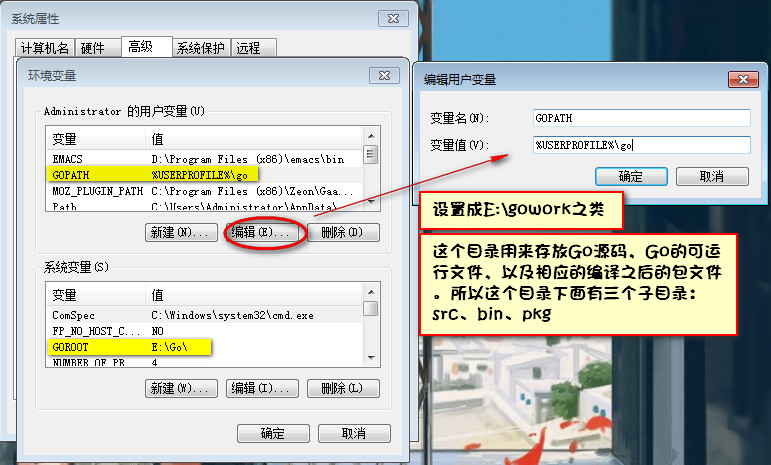 系统属性
计算机名 硬件 高级 系统保护 远程
环境变量
Administrator 的用户变量(U)
变量 值
EMACS D:\Program Files (x86)\emacs\bin
GOPATH %USERPROFILE%\go
MOZ_PLUGIN_PATH C:\Program Files (x86)\Zeon\Gaa...
Path C:\Users\Administrator\AppData\
新建(N)... 编辑(E)... 删除(D)
系统变量(S)
变量 值
ComSpec C:\Windows\system32\cmd.exe
FP_NO_HOST_C... NO
GOROOT E:\Go\
NUMBER_OF_PR 4
新建(W)... 编辑(I)... 删除(L)
确定 取消
编辑用户变量
变量名(N): GOPATH
变量值(V): %USERPROFILE%\go
确定 取消
设置成E:\gowork之类
这个目录用来存放Go源码、Go的可运
行文件、以及相应的编译之后的包文件
。所以这个目录下面有三个子目录：
src、bin、pkg